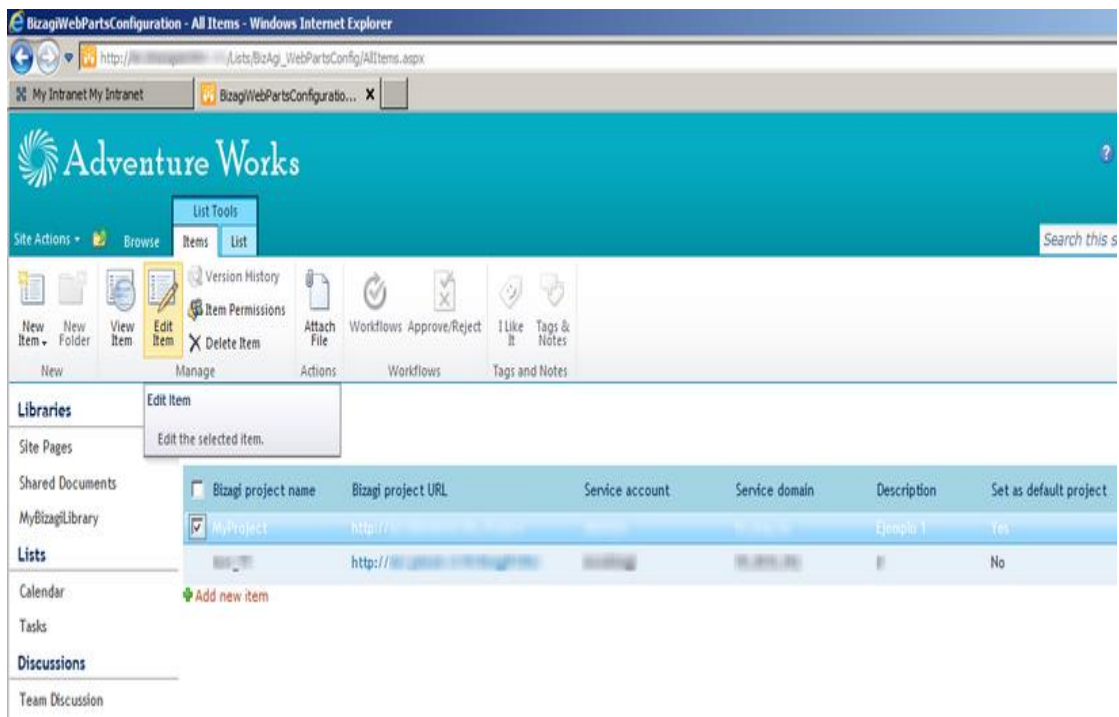 BizagiWebPartsConfiguration - All Items - Windows Internet Explorer
http:// /Lists/BizAgi_WebPartsConfig/AllItems.aspx
My Intranet My Intranet BizagiWebPartsConfiguratio... X
Adventure Works
List Tools
Site Actions Browse Items List Search this s
New Item New Folder View Item Edit Item Version History Item Permissions Delete Item Attach File Workflows Approve/Reject I Like It Tags & Notes
New Manage Actions Workflows Tags and Notes
Edit Item
Edit the selected item.
Libraries
Site Pages
Shared Documents
MyBizagiLibrary
Lists
Calendar
Tasks
Discussions
Team Discussion
Bizagi project name Bizagi project URL Service account Service domain Description Set as default project
MyProject http:// Ejemplo 1 Yes
http:// No
Add new item